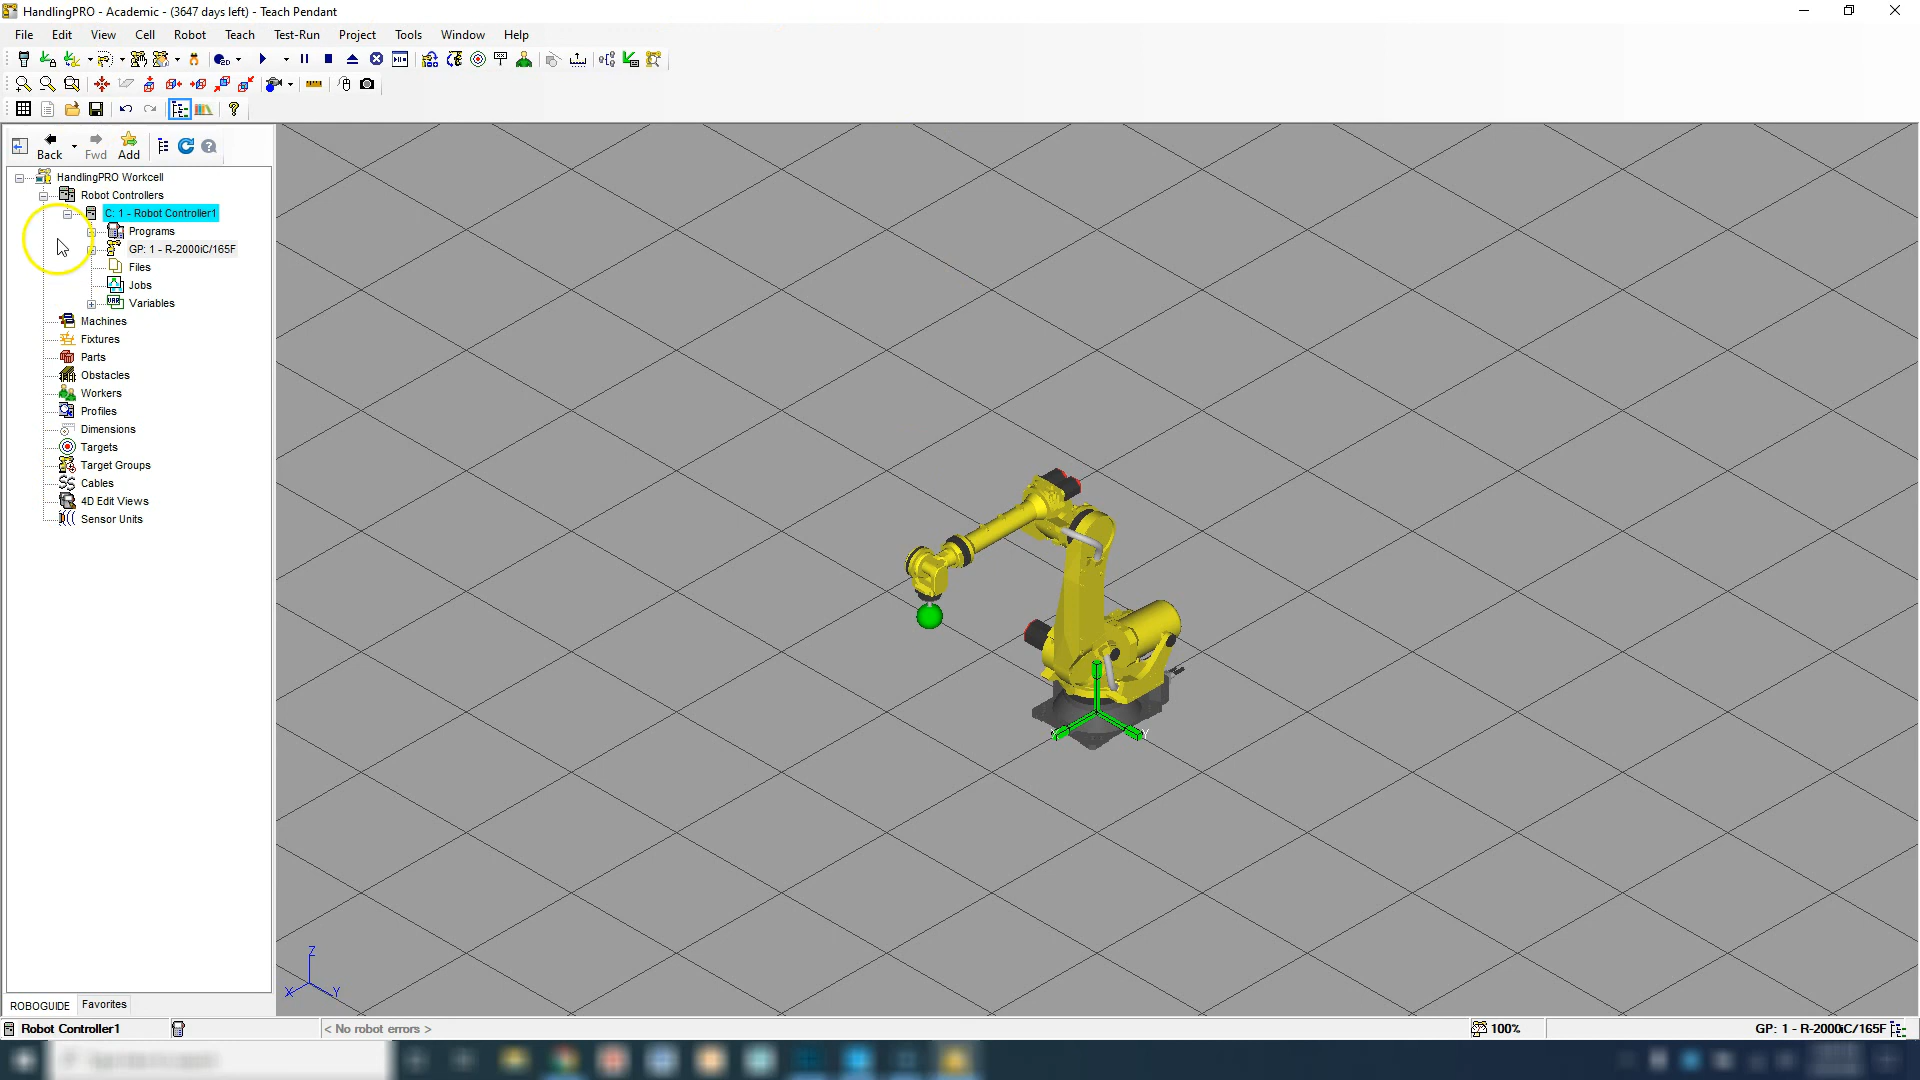 HandlingPRO - Academic - (3647 days left) - Teach Pendant
File Edit View Cell Robot Teach Test-Run Project Tools Window Help
Back Fwd Add
HandlingPRO Workcell
Robot Controllers
C: 1 - Robot Controller1
Programs
GP: 1 - R-2000iC/165F
Files
Jobs
Variables
Machines
Fixtures
Parts
Obstacles
Workers
Profiles
Dimensions
Targets
Target Groups
Cables
4D Edit Views
Sensor Units
Z
X Y
ROBOGUIDE Favorites
Robot Controller1 < No robot errors > 100% GP: 1 - R-2000iC/165F